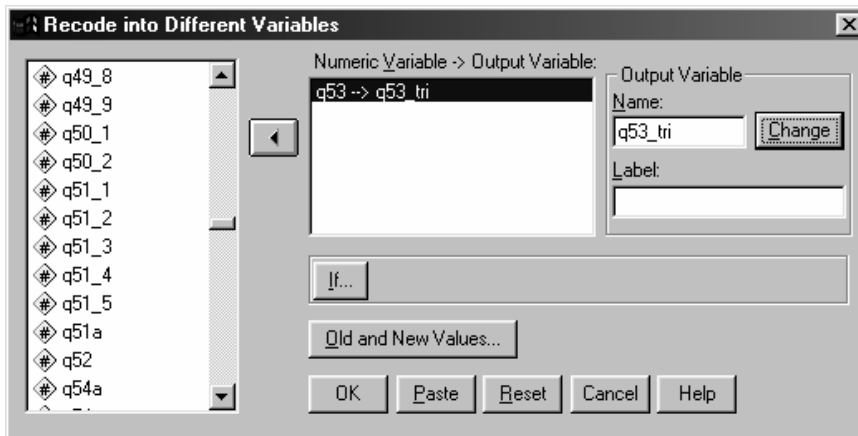 Recode into Different Variables
q49_8
q49_9
q50_1
q50_2
q51_1
q51_2
q51_3
q51_4
q51_5
q51a
q52
q54a
Numeric Variable -> Output Variable:
q53 --> q53_tri
Output Variable
Name:
q53_tri
Change
Label:
If...
Old and New Values...
OK
Paste
Reset
Cancel
Help